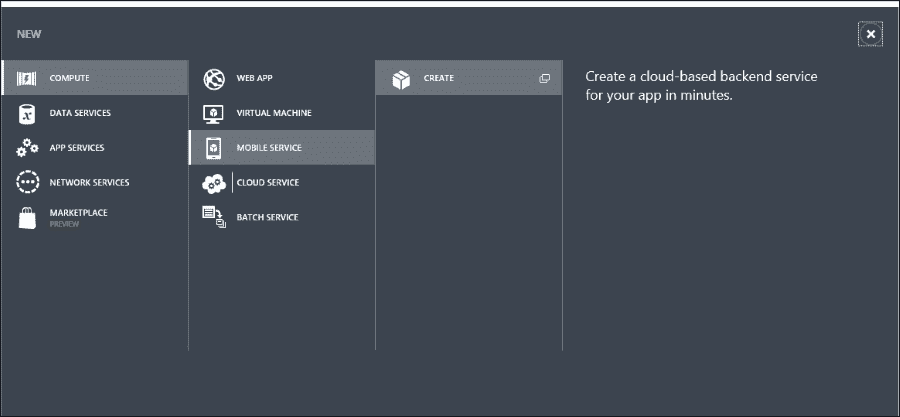 NEW
COMPUTE
DATA SERVICES
APP SERVICES
NETWORK SERVICES
MARKETPLACE
PREVIEW
WEB APP
VIRTUAL MACHINE
MOBILE SERVICE
CLOUD SERVICE
BATCH SERVICE
CREATE
Create a cloud-based backend service
for your app in minutes.